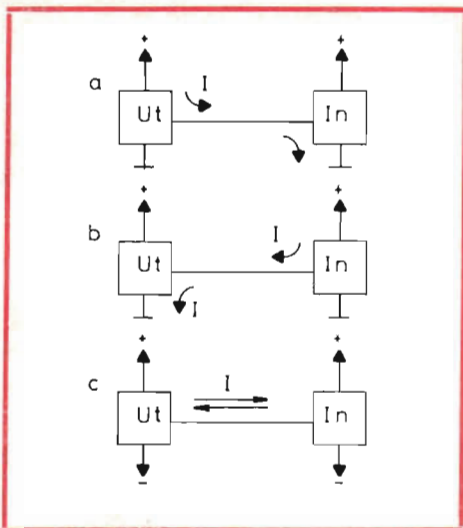 + +
a I
Ut In
+ +
b I
Ut In
I
+ +
c I
Ut In
- -